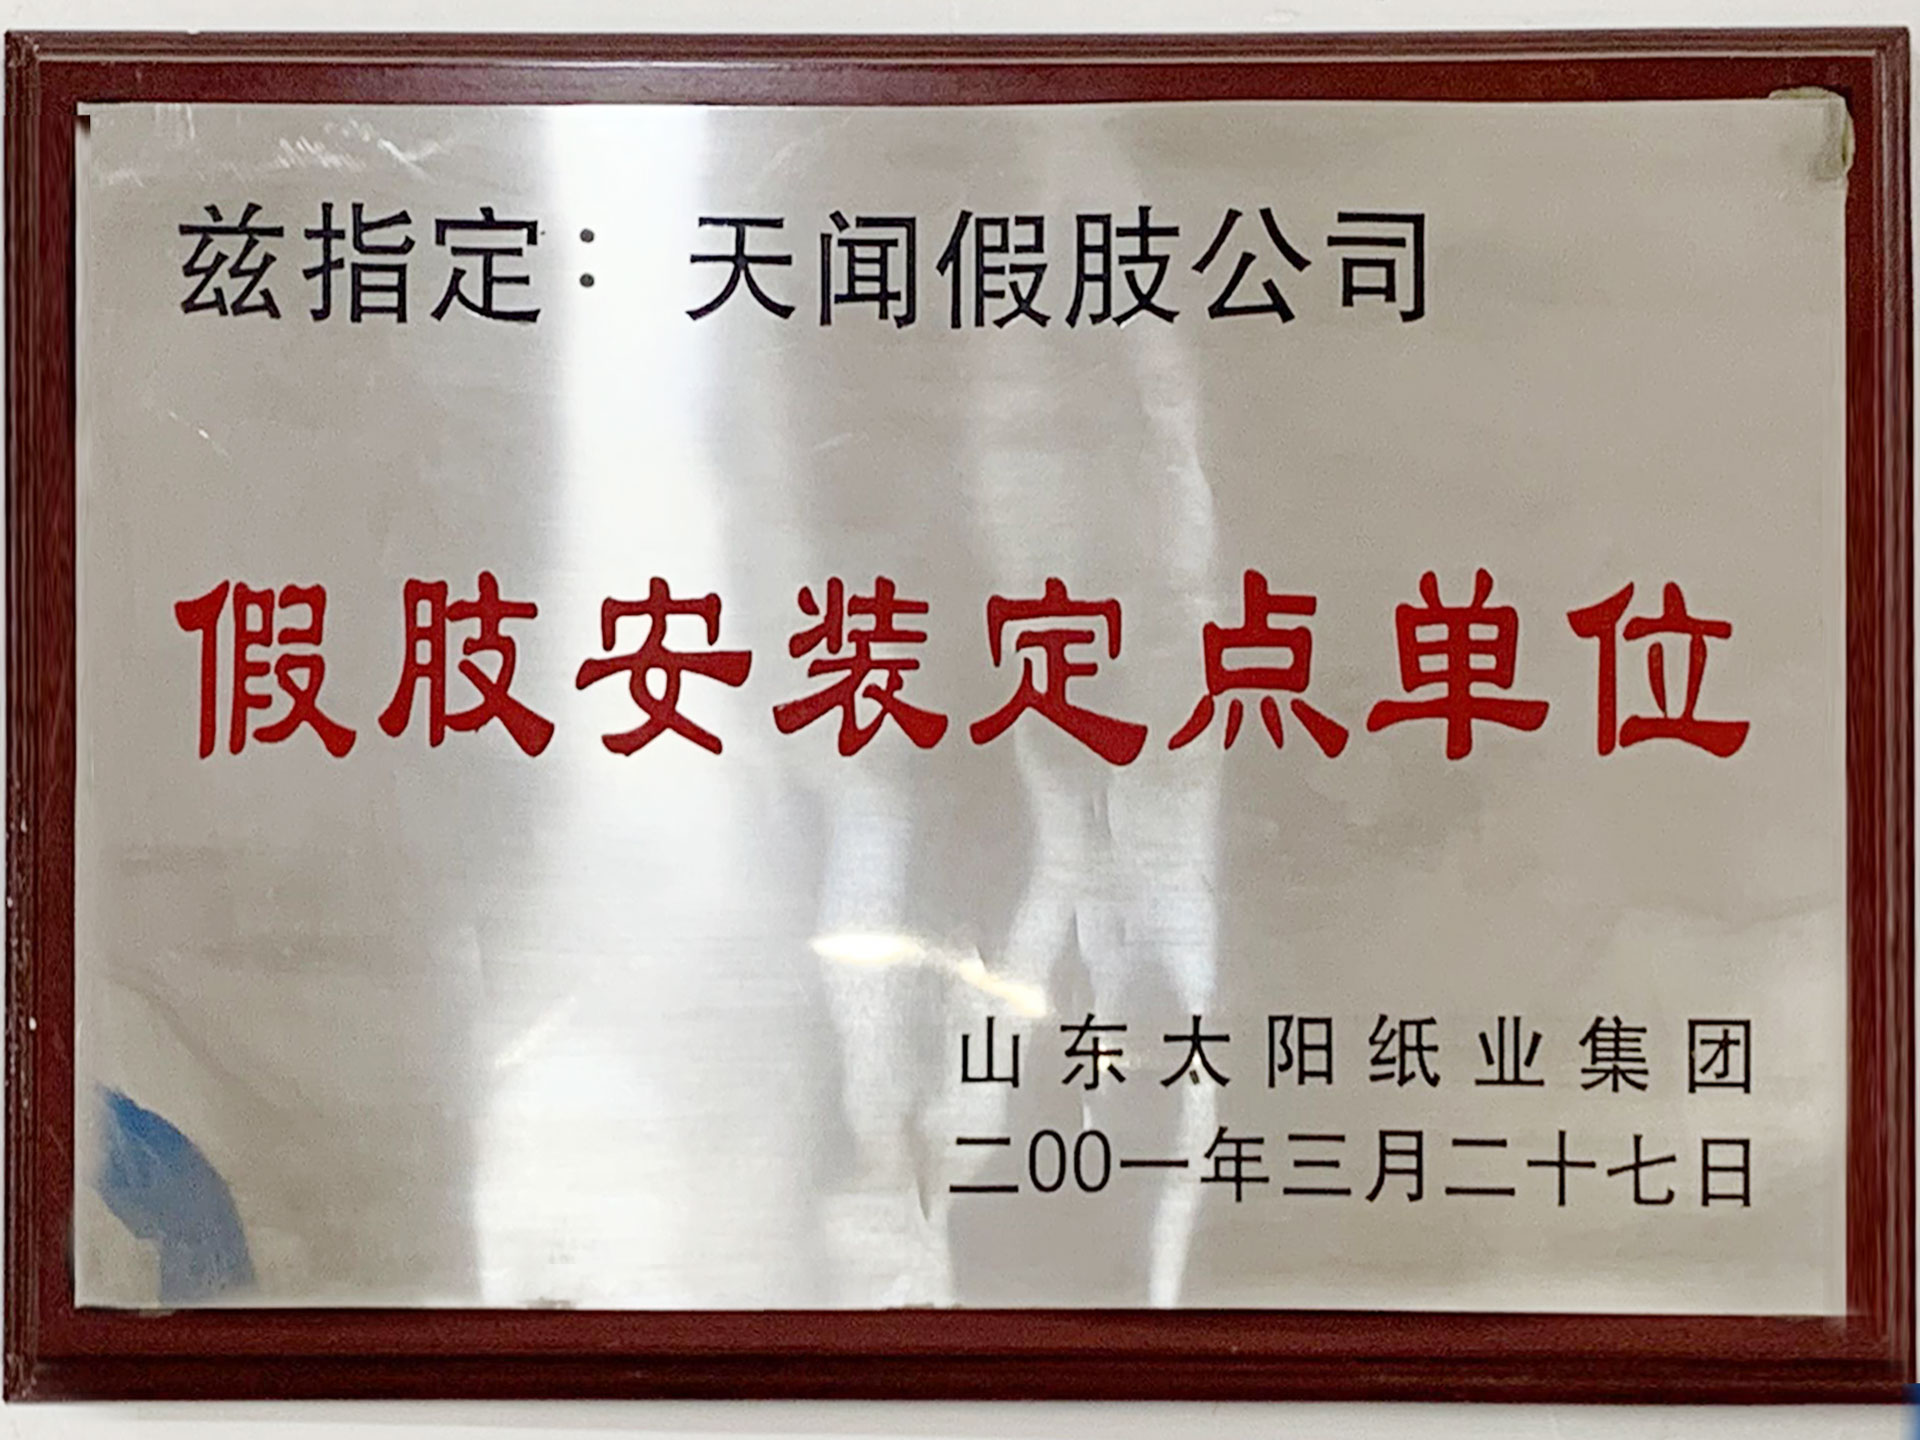 兹指定：天闻假肢公司
假肢安装定点单位
山东太阳纸业集团
二00一年三月二十七日